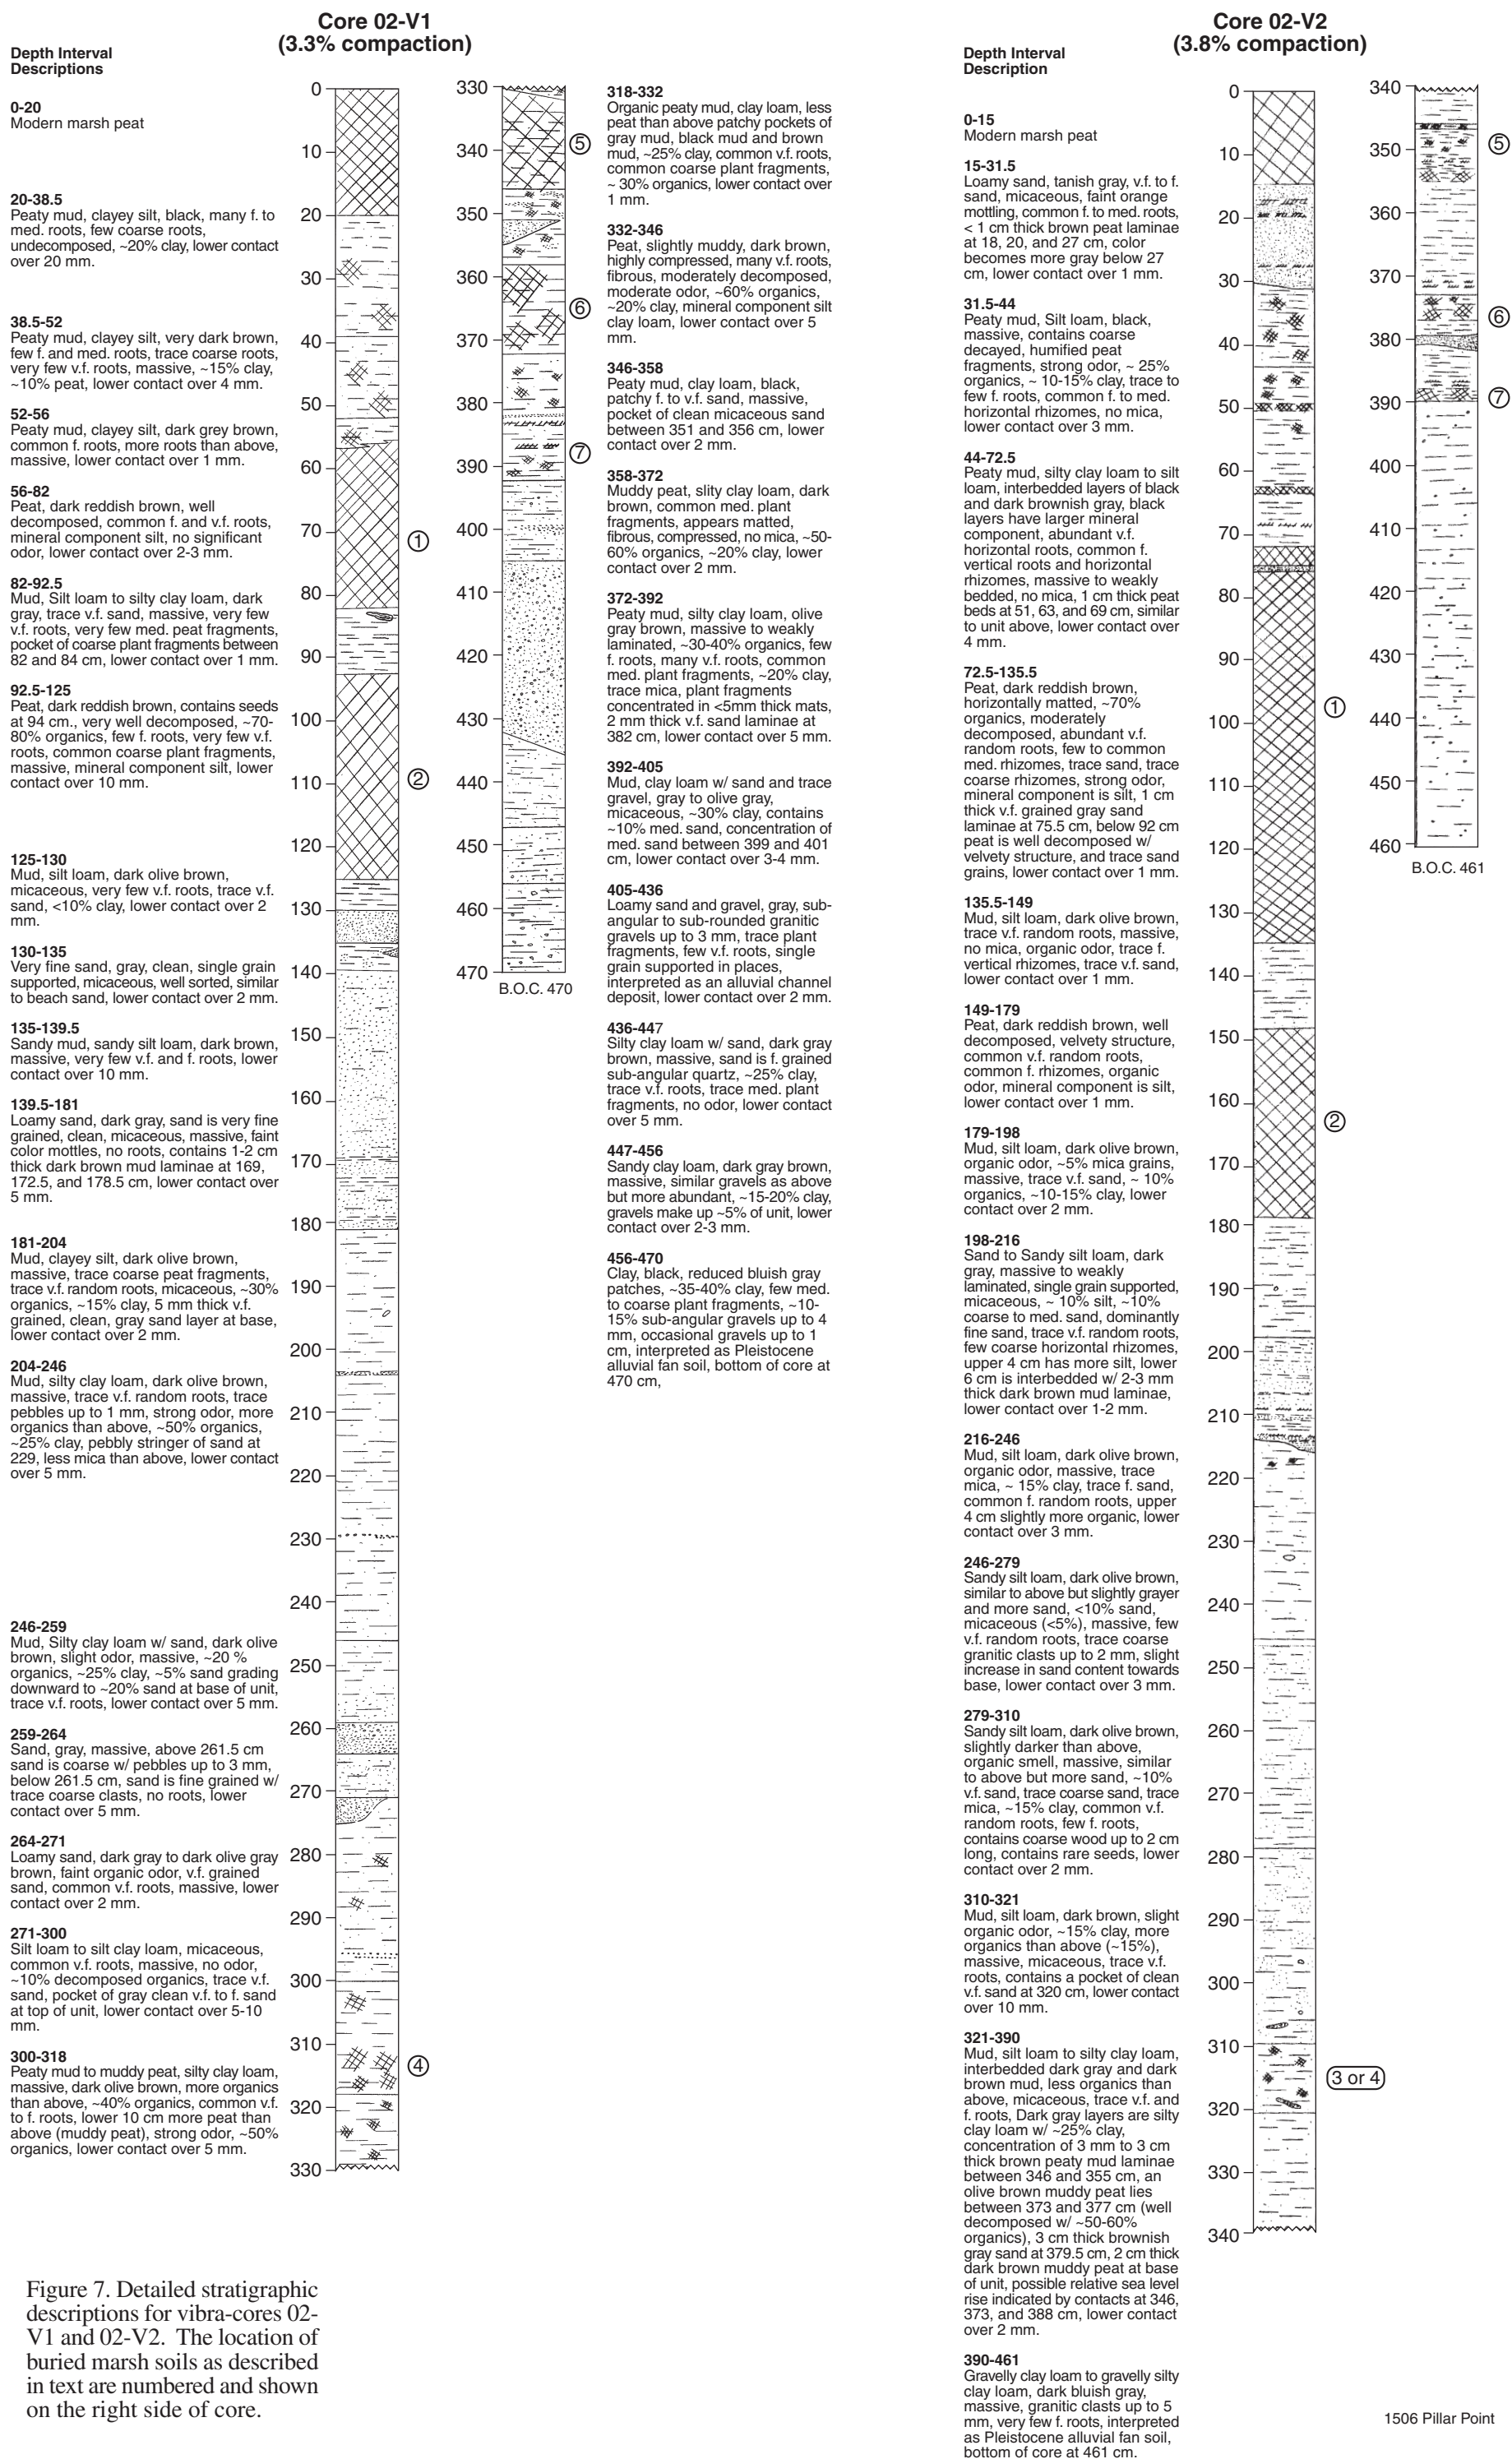 Core 02-V1
(3.3% compaction)
Depth Interval
Descriptions
0-20
Modern marsh peat
20-38.5
Peaty mud, clayey silt, black, many f. to
med. roots, few coarse roots,
undecomposed, ~20% clay, lower contact
over 20 mm.
38.5-52
Peaty mud, clayey silt, very dark brown,
few f. and med. roots, trace coarse roots,
very few v.f. roots, massive, ~15% clay,
~10% peat, lower contact over 4 mm.
52-56
Peaty mud, clayey silt, dark grey brown,
common f. roots, more roots than above,
massive, lower contact over 1 mm.
56-82
Peat, dark reddish brown, well
decomposed, common f. and v.f. roots,
mineral component silt, no significant
odor, lower contact over 2-3 mm.
82-92.5
Mud, Silt loam to silty clay loam, dark
gray, trace v.f. sand, massive, very few
v.f. roots, very few med. peat fragments,
pocket of coarse plant fragments between
82 and 84 cm, lower contact over 1 mm.
92.5-125
Peat, dark reddish brown, contains seeds
at 94 cm., very well decomposed, ~70-
80% organics, few f. roots, very few v.f.
roots, common coarse plant fragments,
massive, mineral component silt, lower
contact over 10 mm.
125-130
Mud, silt loam, dark olive brown,
micaceous, very few v.f. roots, trace v.f.
sand, <10% clay, lower contact over 2
mm.
130-135
Very fine sand, gray, clean, single grain
supported, micaceous, well sorted, similar
to beach sand, lower contact over 2 mm.
135-139.5
Sandy mud, sandy silt loam, dark brown,
massive, very few v.f. and f. roots, lower
contact over 10 mm.
139.5-181
Loamy sand, dark gray, sand is very fine
grained, clean, micaceous, massive, faint
color mottles, no roots, contains 1-2 cm
thick dark brown mud laminae at 169,
172.5, and 178.5 cm, lower contact over
5 mm.
181-204
Mud, clayey silt, dark olive brown,
massive, trace coarse peat fragments,
trace v.f. random roots, micaceous, ~30%
organics, ~15% clay, 5 mm thick v.f.
grained, clean, gray sand layer at base,
lower contact over 2 mm.
204-246
Mud, silty clay loam, dark olive brown,
massive, trace v.f. random roots, trace
pebbles up to 1 mm, strong odor, more
organics than above, ~50% organics,
~25% clay, pebbly stringer of sand at
229, less mica than above, lower contact
over 5 mm.
246-259
Mud, Silty clay loam w/ sand, dark olive
brown, slight odor, massive, ~20 %
organics, ~25% clay, ~5% sand grading
downward to ~20% sand at base of unit,
trace v.f. roots, lower contact over 5 mm.
259-264
Sand, gray, massive, above 261.5 cm
sand is coarse w/ pebbles up to 3 mm,
below 261.5 cm, sand is fine grained w/
trace coarse clasts, no roots, lower
contact over 5 mm.
264-271
Loamy sand, dark gray to dark olive gray
brown, faint organic odor, v.f. grained
sand, common v.f. roots, massive, lower
contact over 2 mm.
271-300
Silt loam to silt clay loam, micaceous,
common v.f. roots, massive, no odor,
~10% decomposed organics, trace v.f.
sand, pocket of gray clean v.f. to f. sand
at top of unit, lower contact over 5-10
mm.
300-318
Peaty mud to muddy peat, silty clay loam,
massive, dark olive brown, more organics
than above, ~40% organics, common v.f.
to f. roots, lower 10 cm more peat than
above (muddy peat), strong odor, ~50%
organics, lower contact over 5 mm.
0
10
20
30
40
50
60
70
80
90
100
110
120
130
140
150
160
170
180
190
200
210
220
230
240
250
260
270
280
290
300
310
320
330
1
2
4
330
340
350
360
370
380
390
400
410
420
430
440
450
460
470
B.O.C. 470
5
6
7
318-332
Organic peaty mud, clay loam, less
peat than above patchy pockets of
gray mud, black mud and brown
mud, ~25% clay, common v.f. roots,
common coarse plant fragments,
~ 30% organics, lower contact over
1 mm.
332-346
Peat, slightly muddy, dark brown,
highly compressed, many v.f. roots,
fibrous, moderately decomposed,
moderate odor, ~60% organics,
~20% clay, mineral component silt
clay loam, lower contact over 5
mm.
346-358
Peaty mud, clay loam, black,
patchy f. to v.f. sand, massive,
pocket of clean micaceous sand
between 351 and 356 cm, lower
contact over 2 mm.
358-372
Muddy peat, slity clay loam, dark
brown, common med. plant
fragments, appears matted,
fibrous, compressed, no mica, ~50-
60% organics, ~20% clay, lower
contact over 2 mm.
372-392
Peaty mud, silty clay loam, olive
gray brown, massive to weakly
laminated, ~30-40% organics, few
f. roots, many v.f. roots, common
med. plant fragments, ~20% clay,
trace mica, plant fragments
concentrated in <5mm thick mats,
2 mm thick v.f. sand laminae at
382 cm, lower contact over 5 mm.
392-405
Mud, clay loam w/ sand and trace
gravel, gray to olive gray,
micaceous, ~30% clay, contains
~10% med. sand, concentration of
med. sand between 399 and 401
cm, lower contact over 3-4 mm.
405-436
Loamy sand and gravel, gray, sub-
angular to sub-rounded granitic
gravels up to 3 mm, trace plant
fragments, few v.f. roots, single
grain supported in places,
interpreted as an alluvial channel
deposit, lower contact over 2 mm.
436-447
Silty clay loam w/ sand, dark gray
brown, massive, sand is f. grained
sub-angular quartz, ~25% clay,
trace v.f. roots, trace med. plant
fragments, no odor, lower contact
over 5 mm.
447-456
Sandy clay loam, dark gray brown,
massive, similar gravels as above
but more abundant, ~15-20% clay,
gravels make up ~5% of unit, lower
contact over 2-3 mm.
456-470
Clay, black, reduced bluish gray
patches, ~35-40% clay, few med.
to coarse plant fragments, ~10-
15% sub-angular gravels up to 4
mm, occasional gravels up to 1
cm, interpreted as Pleistocene
alluvial fan soil, bottom of core at
470 cm,
Core 02-V2
(3.8% compaction)
Depth Interval
Description
0-15
Modern marsh peat
15-31.5
Loamy sand, tanish gray, v.f. to f.
sand, micaceous, faint orange
mottling, common f. to med. roots,
< 1 cm thick brown peat laminae
at 18, 20, and 27 cm, color
becomes more gray below 27
cm, lower contact over 1 mm.
31.5-44
Peaty mud, Silt loam, black,
massive, contains coarse
decayed, humified peat
fragments, strong odor, ~ 25%
organics, ~ 10-15% clay, trace to
few f. roots, common f. to med.
horizontal rhizomes, no mica,
lower contact over 3 mm.
44-72.5
Peaty mud, silty clay loam to silt
loam, interbedded layers of black
and dark brownish gray, black
layers have larger mineral
component, abundant v.f.
horizontal roots, common f.
vertical roots and horizontal
rhizomes, massive to weakly
bedded, no mica, 1 cm thick peat
beds at 51, 63, and 69 cm, similar
to unit above, lower contact over
4 mm.
72.5-135.5
Peat, dark reddish brown,
horizontally matted, ~70%
organics, moderately
decomposed, abundant v.f.
random roots, few to common
med. rhizomes, trace sand, trace
coarse rhizomes, strong odor,
mineral component is silt, 1 cm
thick v.f. grained gray sand
laminae at 75.5 cm, below 92 cm
peat is well decomposed w/
velvety structure, and trace sand
grains, lower contact over 1 mm.
135.5-149
Mud, silt loam, dark olive brown,
trace v.f. random roots, massive,
no mica, organic odor, trace f.
vertical rhizomes, trace v.f. sand,
lower contact over 1 mm.
149-179
Peat, dark reddish brown, well
decomposed, velvety structure,
common v.f. random roots,
common f. rhizomes, organic
odor, mineral component is silt,
lower contact over 1 mm.
179-198
Mud, silt loam, dark olive brown,
organic odor, ~5% mica grains,
massive, trace v.f. sand, ~ 10%
organics, ~10-15% clay, lower
contact over 2 mm.
198-216
Sand to Sandy silt loam, dark
gray, massive to weakly
laminated, single grain supported,
micaceous, ~ 10% silt, ~10%
coarse to med. sand, dominantly
fine sand, trace v.f. random roots,
few coarse horizontal rhizomes,
upper 4 cm has more silt, lower
6 cm is interbedded w/ 2-3 mm
thick dark brown mud laminae,
lower contact over 1-2 mm.
216-246
Mud, silt loam, dark olive brown,
organic odor, massive, trace
mica, ~ 15% clay, trace f. sand,
common f. random roots, upper
4 cm slightly more organic, lower
contact over 3 mm.
246-279
Sandy silt loam, dark olive brown,
similar to above but slightly grayer
and more sand, <10% sand,
micaceous (<5%), massive, few
v.f. random roots, trace coarse
granitic clasts up to 2 mm, slight
increase in sand content towards
base, lower contact over 3 mm.
279-310
Sandy silt loam, dark olive brown,
slightly darker than above,
organic smell, massive, similar
to above but more sand, ~10%
v.f. sand, trace coarse sand, trace
mica, ~15% clay, common v.f.
random roots, few f. roots,
contains coarse wood up to 2 cm
long, contains rare seeds, lower
contact over 2 mm.
310-321
Mud, silt loam, dark brown, slight
organic odor, ~15% clay, more
organics than above (~15%),
massive, micaceous, trace v.f.
roots, contains a pocket of clean
v.f. sand at 320 cm, lower contact
over 10 mm.
321-390
Mud, silt loam to silty clay loam,
interbedded dark gray and dark
brown mud, less organics than
above, micaceous, trace v.f. and
f. roots, Dark gray layers are silty
clay loam w/ ~25% clay,
concentration of 3 mm to 3 cm
thick brown peaty mud laminae
between 346 and 355 cm, an
olive brown muddy peat lies
between 373 and 377 cm (well
decomposed w/ ~50-60%
organics), 3 cm thick brownish
gray sand at 379.5 cm, 2 cm thick
dark brown muddy peat at base
of unit, possible relative sea level
rise indicated by contacts at 346,
373, and 388 cm, lower contact
over 2 mm.
390-461
Gravelly clay loam to gravelly silty
clay loam, dark bluish gray,
massive, granitic clasts up to 5
mm, very few f. roots, interpreted
as Pleistocene alluvial fan soil,
bottom of core at 461 cm.
0
10
20
30
40
50
60
70
80
90
100
110
120
130
140
150
160
170
180
190
200
210
220
230
240
250
260
270
280
290
300
310
320
330
340
1
2
3 or 4
340
350
360
370
380
390
400
410
420
430
440
450
460
B.O.C. 461
5
6
7
Figure 7. Detailed stratigraphic
descriptions for vibra-cores 02-
V1 and 02-V2. The location of
buried marsh soils as described
in text are numbered and shown
on the right side of core.
1506 Pillar Point